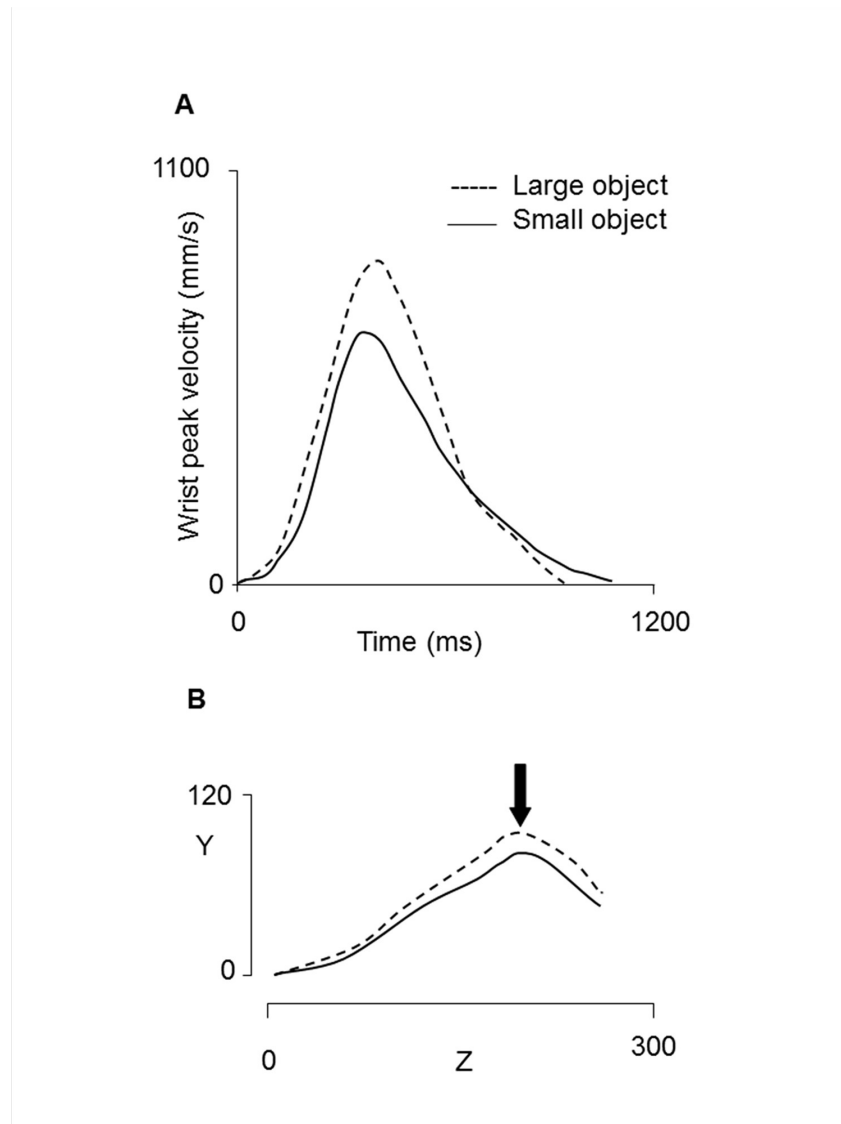 A
1100
Large object
Small object
Wrist peak velocity (mm/s)
0
0
1200
Time (ms)
B
120
Y
0
0
300
Z